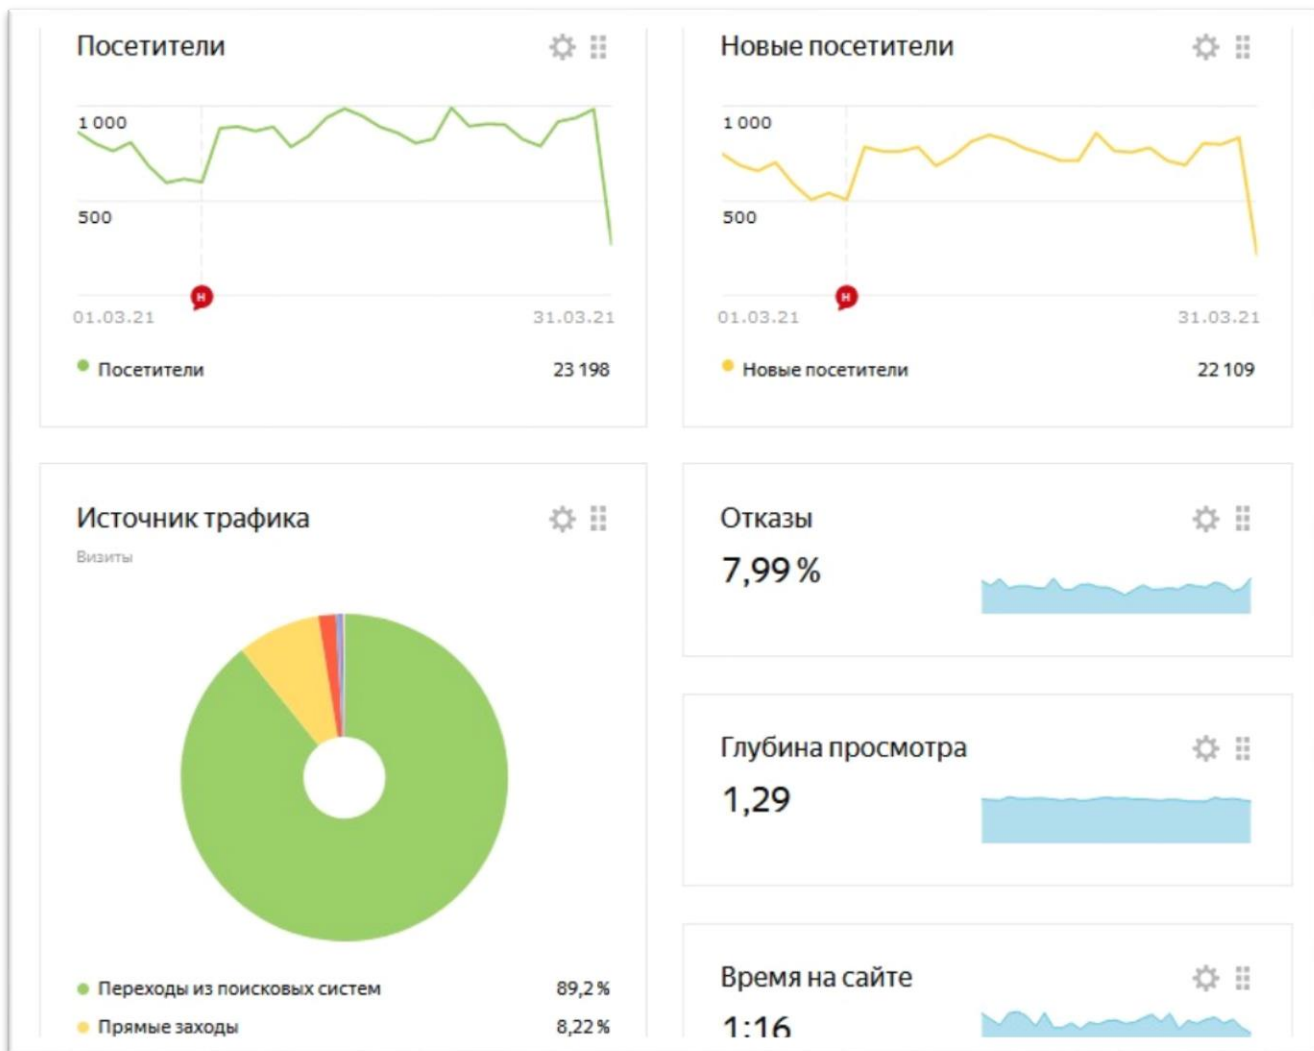 Посетители
1 000
500
н
01.03.21 31.03.21
Посетители 23 198
Новые посетители
1 000
500
н
01.03.21 31.03.21
Новые посетители 22 109
Источник трафика
Визиты
Переходы из поисковых систем 89,2 %
Прямые заходы 8,22 %
Отказы
7,99 %
Глубина просмотра
1,29
Время на сайте
1:16